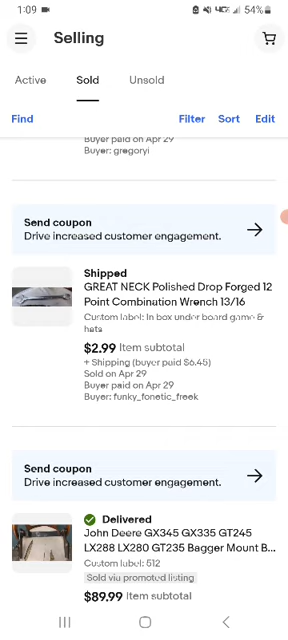 1:09
54%
Selling
Active
Sold
Unsold
Find
Filter
Sort
Edit
Buyer paid on Apr 29
Buyer: gregoryi
Send coupon
Drive increased customer engagement.
Shipped
GREAT NECK Polished Drop Forged 12
Point Combination Wrench 13/16
Custom label: In box under board game &
hats
$2.99 Item subtotal
+ Shipping (buyer paid $6.45)
Sold on Apr 29
Buyer paid on Apr 29
Buyer: funky_fonetic_freek
Send coupon
Drive increased customer engagement.
Delivered
John Deere GX345 GX335 GT245
LX288 LX280 GT235 Bagger Mount B...
Custom label: 512
Sold via promoted listing
$89.99 Item subtotal